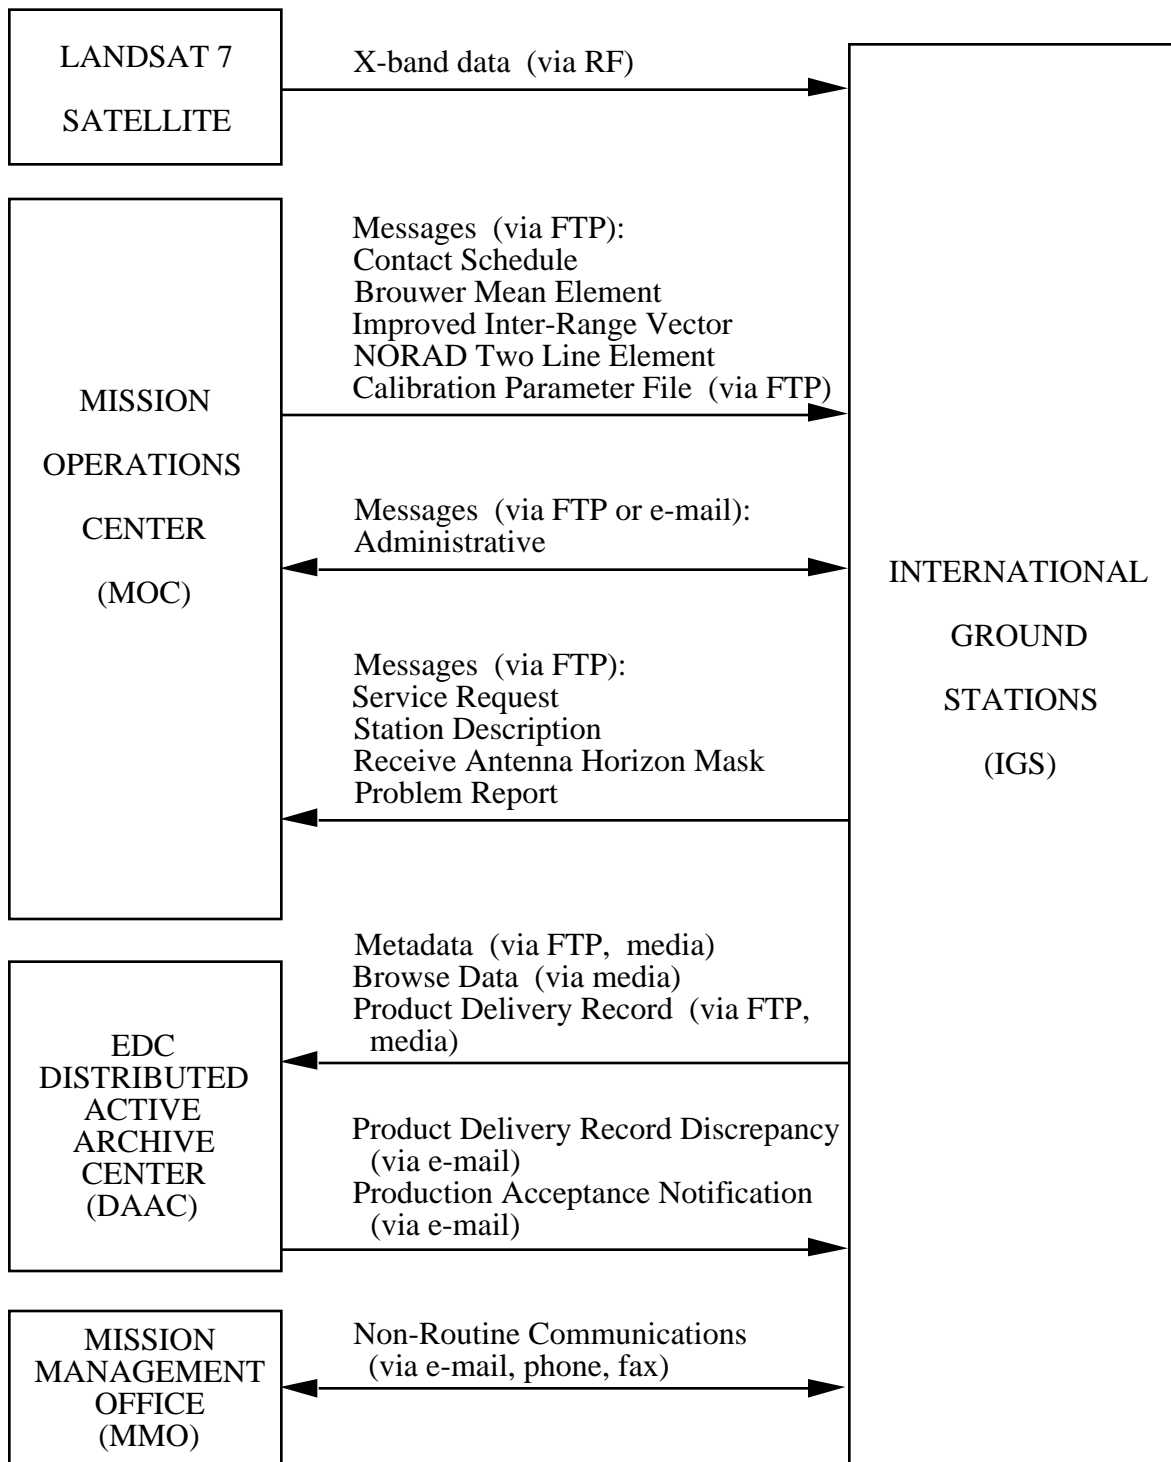 LANDSAT 7
SATELLITE
X-band data (via RF)
Messages (via FTP):
Contact Schedule
Brouwer Mean Element
Improved Inter-Range Vector
NORAD Two Line Element
Calibration Parameter File (via FTP)
MISSION
OPERATIONS
CENTER
(MOC)
Messages (via FTP or e-mail):
Administrative
Messages (via FTP):
Service Request
Station Description
Receive Antenna Horizon Mask
Problem Report
INTERNATIONAL
GROUND
STATIONS
(IGS)
Metadata (via FTP, media)
Browse Data (via media)
Product Delivery Record (via FTP,
media)
EDC
DISTRIBUTED
ACTIVE
ARCHIVE
CENTER
(DAAC)
Product Delivery Record Discrepancy
(via e-mail)
Production Acceptance Notification
(via e-mail)
MISSION
MANAGEMENT
OFFICE
(MMO)
Non-Routine Communications
(via e-mail, phone, fax)